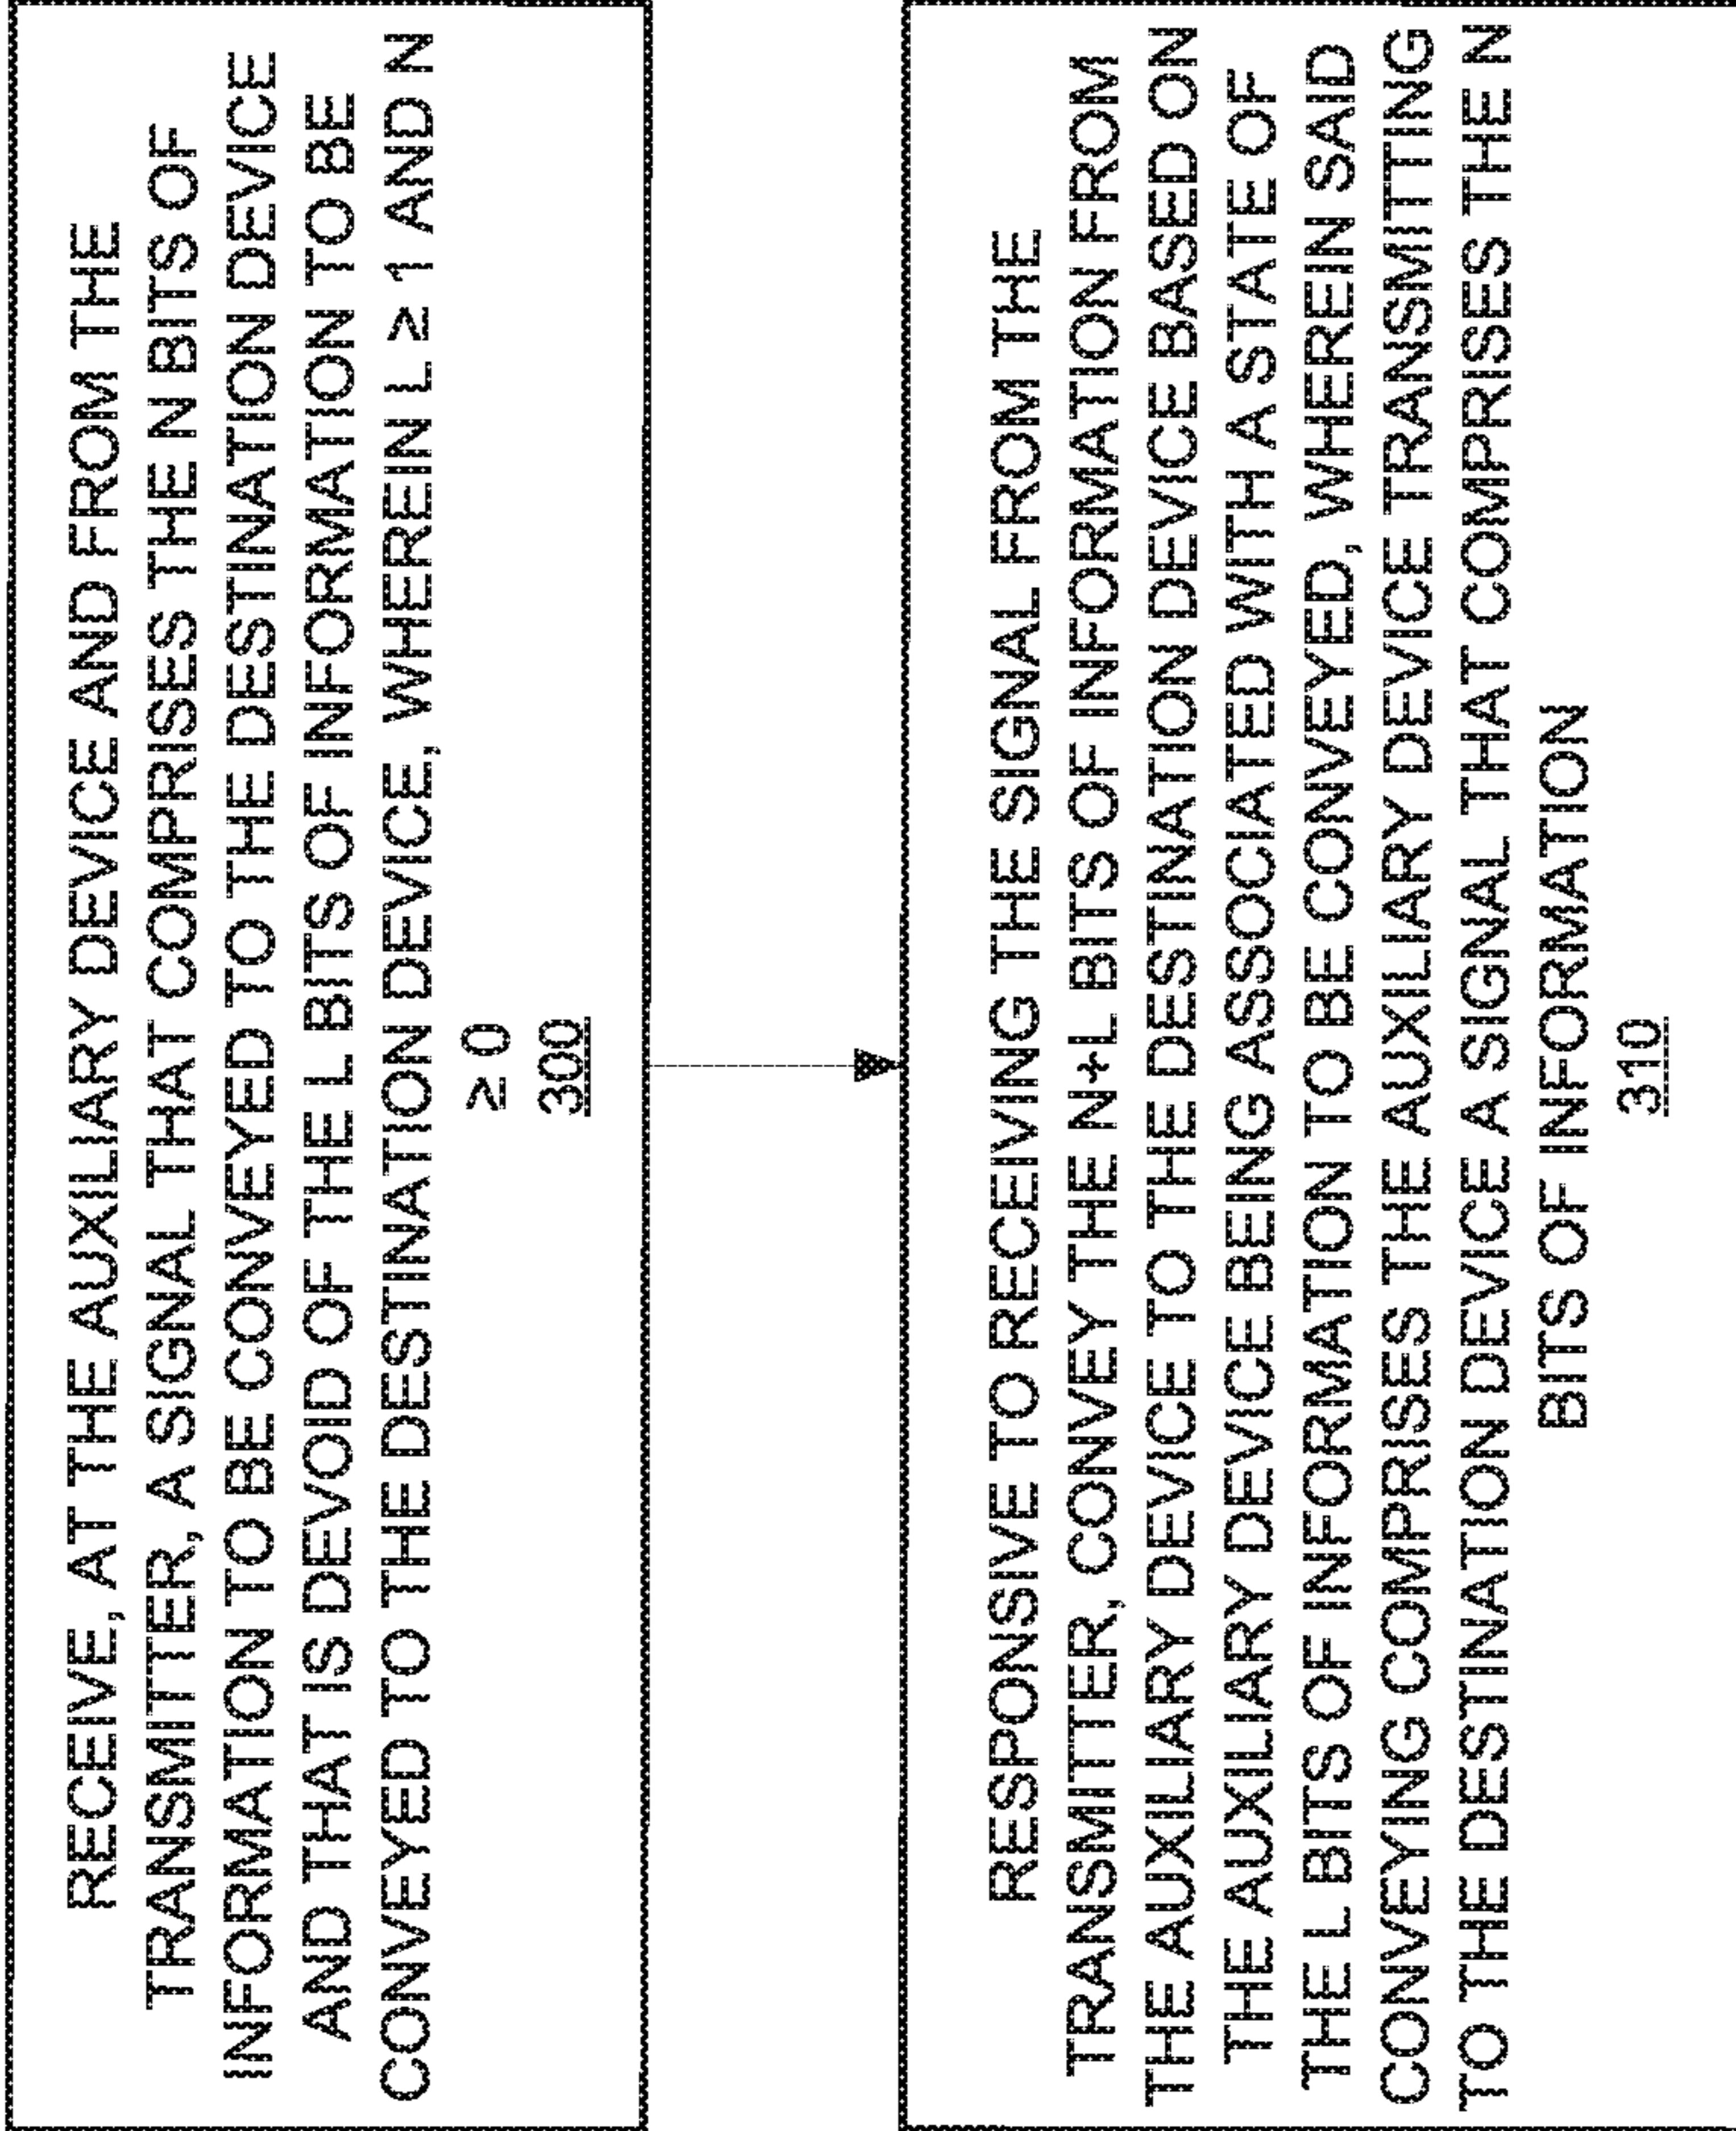 RECEIVE, AT THE AUXILIARY DEVICE AND FROM THE
TRANSMITTER, A SIGNAL THAT COMPRISES THE N BITS OF
INFORMATION TO BE CONVEYED TO THE DESTINATION DEVICE
AND THAT IS DEVOID OF THE L BITS OF INFORMATION TO BE
CONVEYED TO THE DESTINATION DEVICE, WHEREIN L ≥ 1 AND N
≥ 0
300
RESPONSIVE TO RECEIVING THE SIGNAL FROM THE
TRANSMITTER, CONVEY THE N+L BITS OF INFORMATION FROM
THE AUXILIARY DEVICE TO THE DESTINATION DEVICE BASED ON
THE AUXILIARY DEVICE BEING ASSOCIATED WITH A STATE OF
THE L BITS OF INFORMATION TO BE CONVEYED, WHEREIN SAID
CONVEYING COMPRISES THE AUXILIARY DEVICE TRANSMITTING
TO THE DESTINATION DEVICE A SIGNAL THAT COMPRISES THE N
BITS OF INFORMATION
310